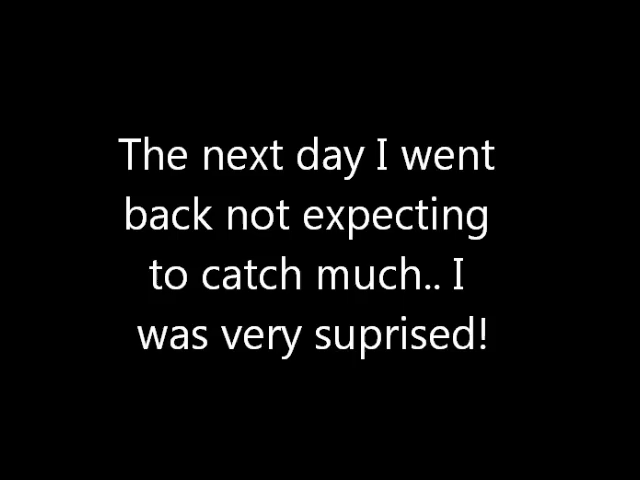 The next day I went
back not expecting
to catch much.. I
was very suprised!